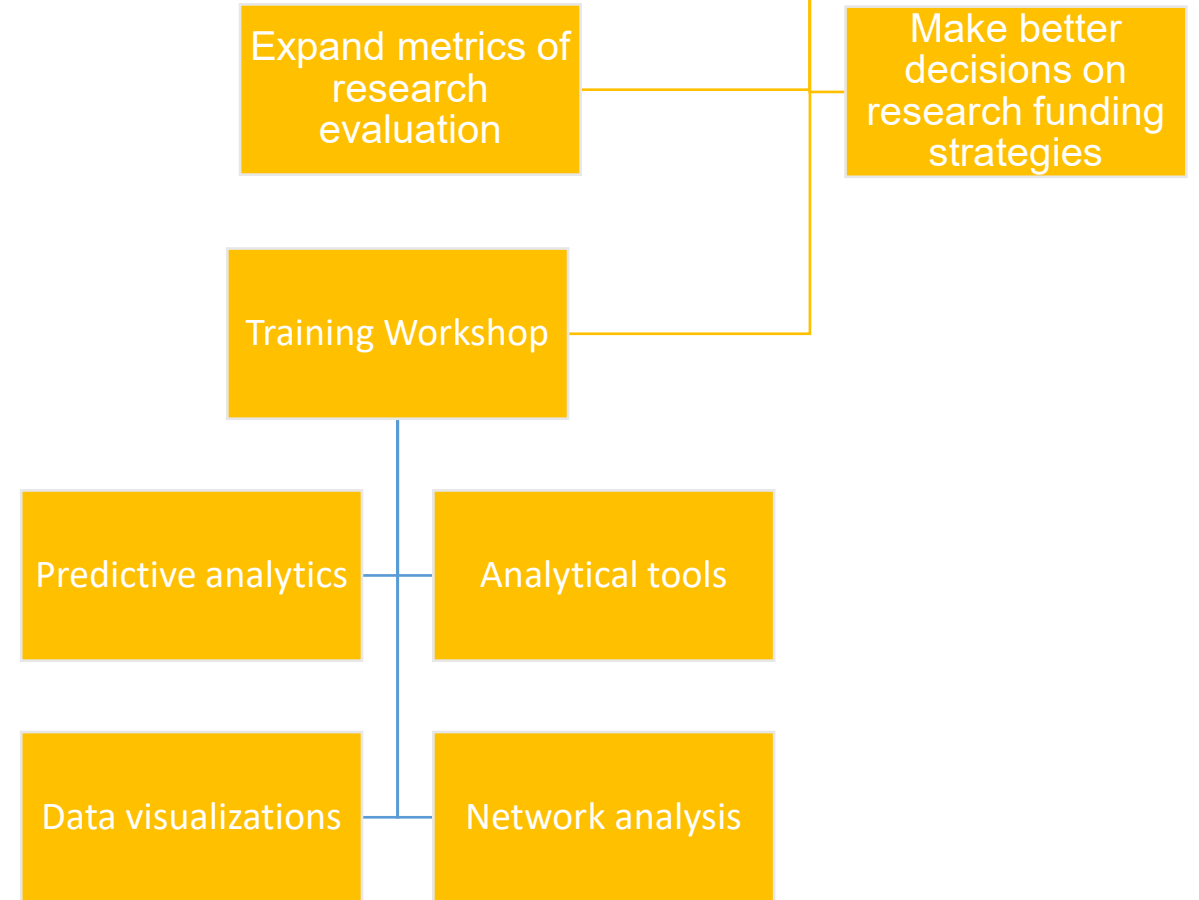 Expand metrics of
research
evaluation
Make better
decisions on
research funding
strategies
Training Workshop
Predictive analytics
Analytical tools
Data visualizations
Network analysis